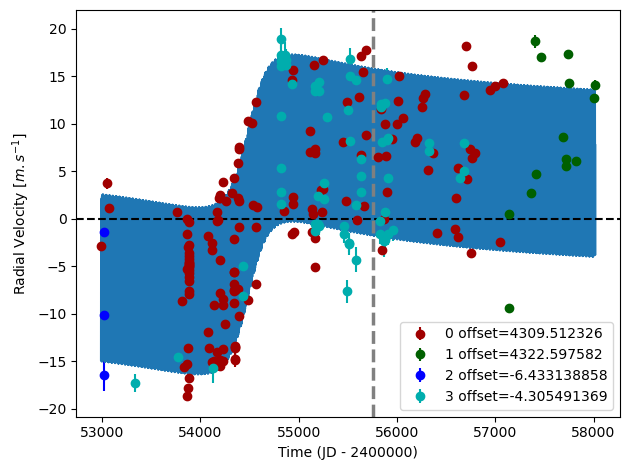 20
15
10
5
0
−5
−10
−15
−20
Radial Velocity [m. s⁻¹]
0 offset=4309.512326
1 offset=4322.597582
2 offset=-6.433138858
3 offset=-4.305491369
53000 54000 55000 56000 57000 58000
Time (JD - 2400000)